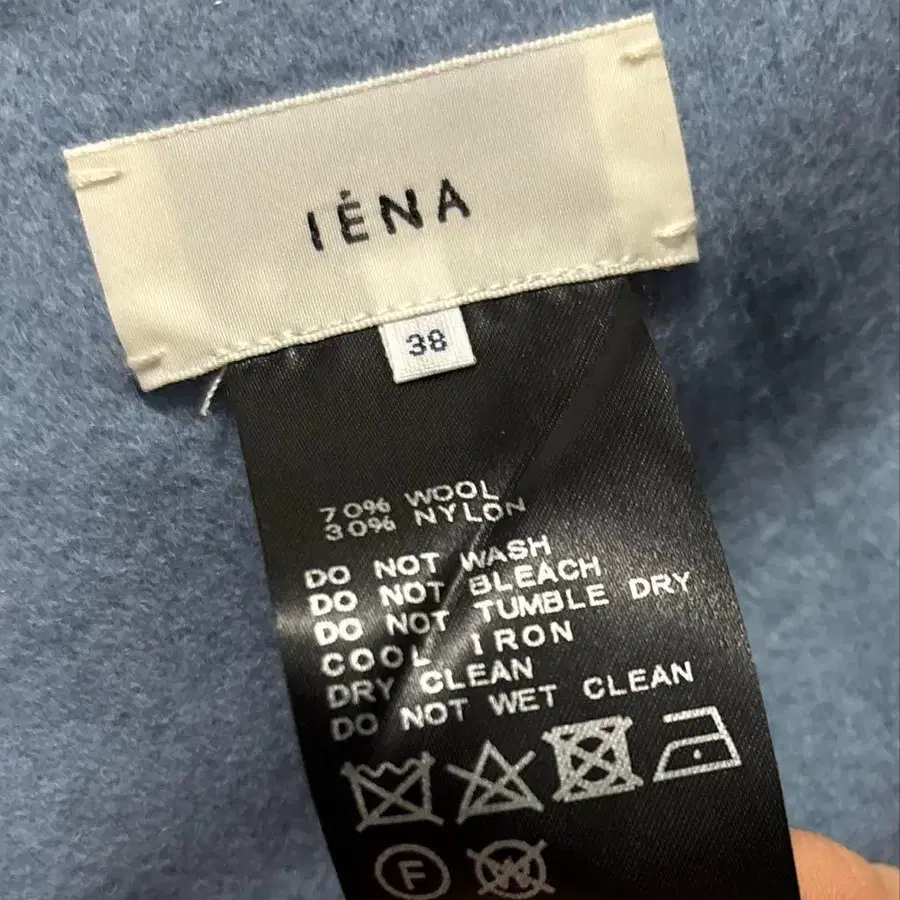 IÉNA
38
70% WOOL
30% NYLON
DO NOT WASH
DO NOT BLEACH
DO NOT TUMBLE DRY
COOL IRON
DRY CLEAN
DO NOT WET CLEAN
F
W